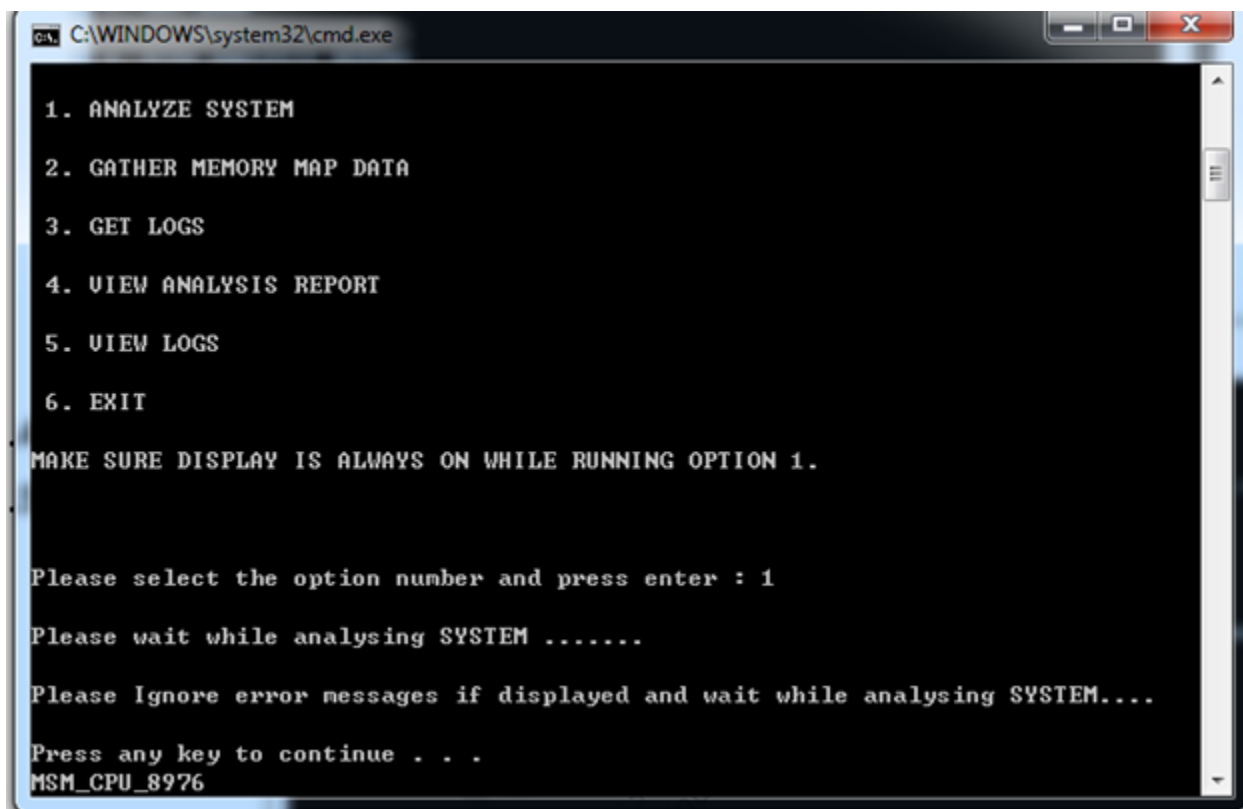 C:\WINDOWS\system32\cmd.exe
1. ANALYZE SYSTEM
2. GATHER MEMORY MAP DATA
3. GET LOGS
4. VIEW ANALYSIS REPORT
5. VIEW LOGS
6. EXIT
MAKE SURE DISPLAY IS ALWAYS ON WHILE RUNNING OPTION 1.
Please select the option number and press enter : 1
Please wait while analysing SYSTEM .......
Please Ignore error messages if displayed and wait while analysing SYSTEM....
Press any key to continue . . .
MSM_CPU_8976